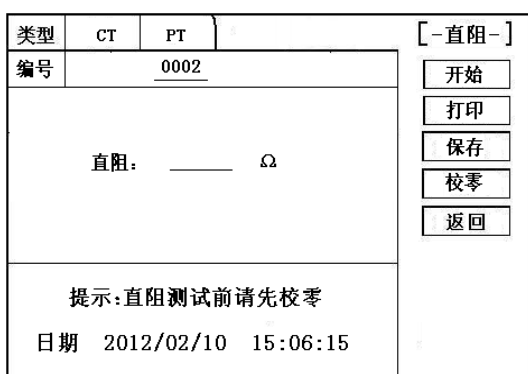 类型 CT PT
编号 0002
直阻： Ω
提示:直阻测试前请先校零
日期 2012/02/10 15:06:15
[-直阻-]
开始
打印
保存
校零
返回